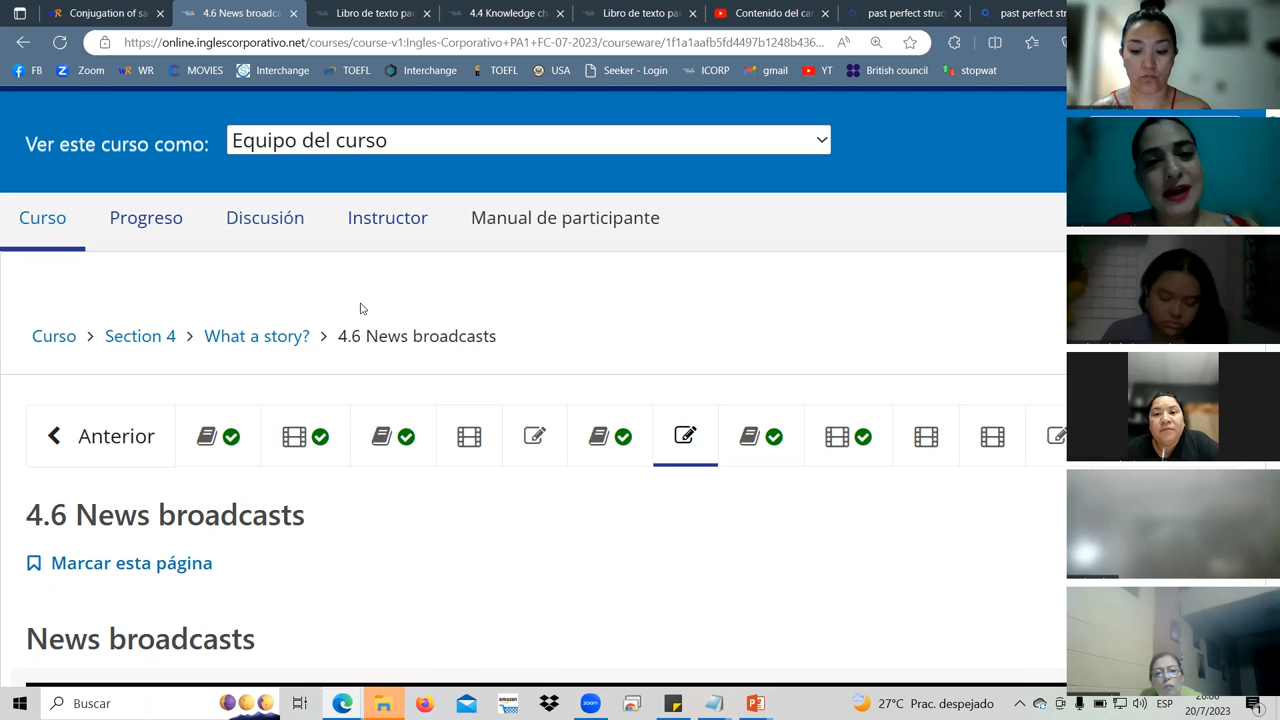 Conjugation of sa
4.6 News broadca
Libro de texto pa
4.4 Knowledge ch
Libro de texto pa
Contenido del ca
past perfect struc
past perfect str
https://online.inglescorporativo.net/courses/course-v1:Ingles-Corporativo+PA1+FC-07-2023/courseware/1f1a1aafb5fd4497b1248b436...
FB
Zoom
WR
MOVIES
Interchange
TOEFL
Interchange
TOEFL
USA
Seeker - Login
ICORP
gmail
YT
British council
stopwat
Ver este curso como:
Equipo del curso
Curso
Progreso
Discusión
Instructor
Manual de participante
Curso > Section 4 > What a story? > 4.6 News broadcasts
Anterior
4.6 News broadcasts
Marcar esta página
News broadcasts
Buscar
27°C Prac. despejado
ESP
20/7/2023